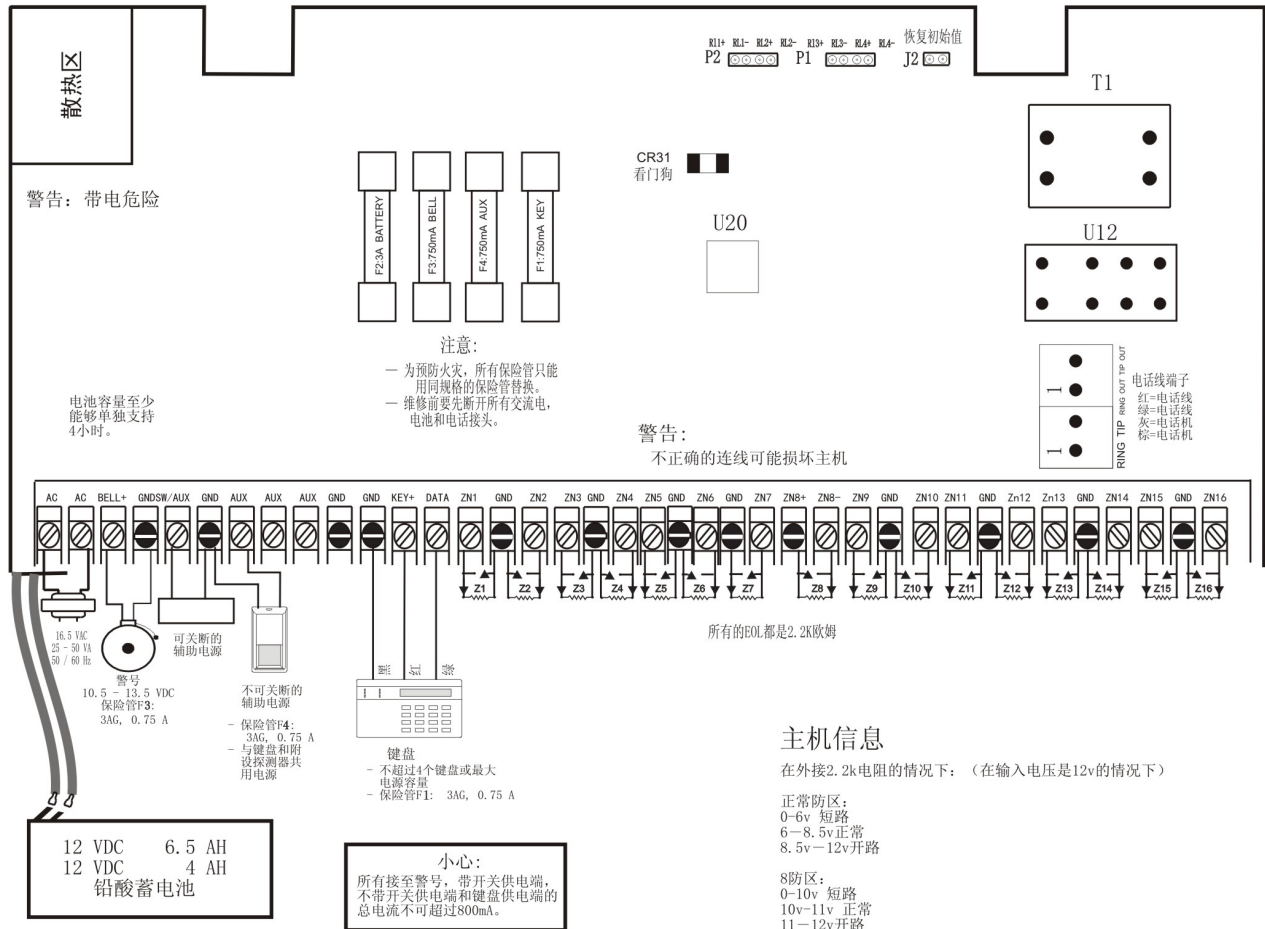 散热区
R11+ RL1- RL2+ RL2- R13+ RL3- RL4+ RL4- 恢复初始值
P2 P1 J2
T1
CR31
看门狗
警告：带电危险
F2:3A BATTERY
F3:750mA BELL
F4:750mA AUX
F1:750mA KEY
U20
U12
注意:
— 为预防火灾，所有保险管只能
用同规格的保险管替换。
— 维修前要先断开所有交流电，
电池和电话接头。
电池容量至少
能够单独支持
4小时。
警告:
不正确的连线可能损坏主机
1
1
RING TIP RING OUT TIP OUT
电话线端子
红=电话线
绿=电话线
灰=电话机
棕=电话机
AC AC BELL+ GND SW/AUX GND AUX AUX AUX GND GND KEY+ DATA ZN1 GND ZN2 ZN3 GND ZN4 ZN5 GND ZN6 GND ZN7 ZN8+ ZN8- ZN9 GND ZN10 ZN11 GND Zn12 Zn13 GND ZN14 ZN15 GND ZN16
Z1 Z2 Z3 Z4 Z5 Z6 Z7 Z8 Z9 Z10 Z11 Z12 Z13 Z14 Z15 Z16
所有的EOL都是2.2K欧姆
16.5 VAC
25 - 50 VA
50 / 60 Hz
警号
10.5 - 13.5 VDC
保险管F3:
3AG, 0.75 A
可关断的
辅助电源
不可关断的
辅助电源
- 保险管F4:
3AG, 0.75 A
- 与键盘和附
设探测器共
用电源
黑
红
绿
键盘
- 不超过4个键盘或最大
电源容量
- 保险管F1: 3AG, 0.75 A
12 VDC 6.5 AH
12 VDC 4 AH
铅酸蓄电池
小心:
所有接至警号，带开关供电端，
不带开关供电端和键盘供电端的
总电流不可超过800mA。
主机信息
在外接2.2k电阻的情况下：（在输入电压是12v的情况下）
正常防区：
0-6v 短路
6－8.5v正常
8.5v－12v开路
8防区：
0-10v 短路
10v-11v 正常
11－12v开路